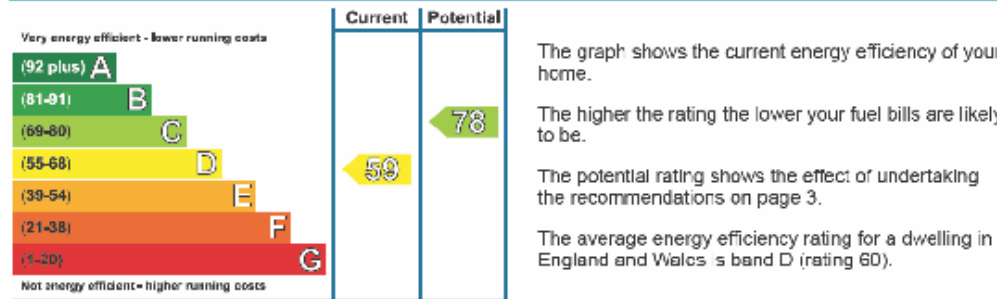 Current Potential
Very energy efficient - lower running costs
(92 plus) A
(81-91) B
(69-80) C
(55-68) D
(39-54) E
(21-38) F
(1-20) G
Not energy efficient - higher running costs
59
78
The graph shows the current energy efficiency of your
home.
The higher the rating the lower your fuel bills are likely
to be.
The potential rating shows the effect of undertaking
the recommendations on page 3.
The average energy efficiency rating for a dwelling in
England and Wales is band D (rating 60).